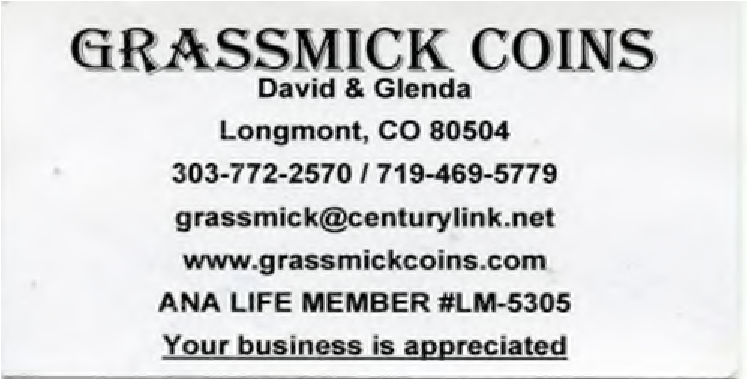 GRASSMICK COINS
David & Glenda
Longmont, CO 80504
303-772-2570 / 719-469-5779
grassmick@centurylink.net
www.grassmickcoins.com
ANA LIFE MEMBER #LM-5305
Your business is appreciated